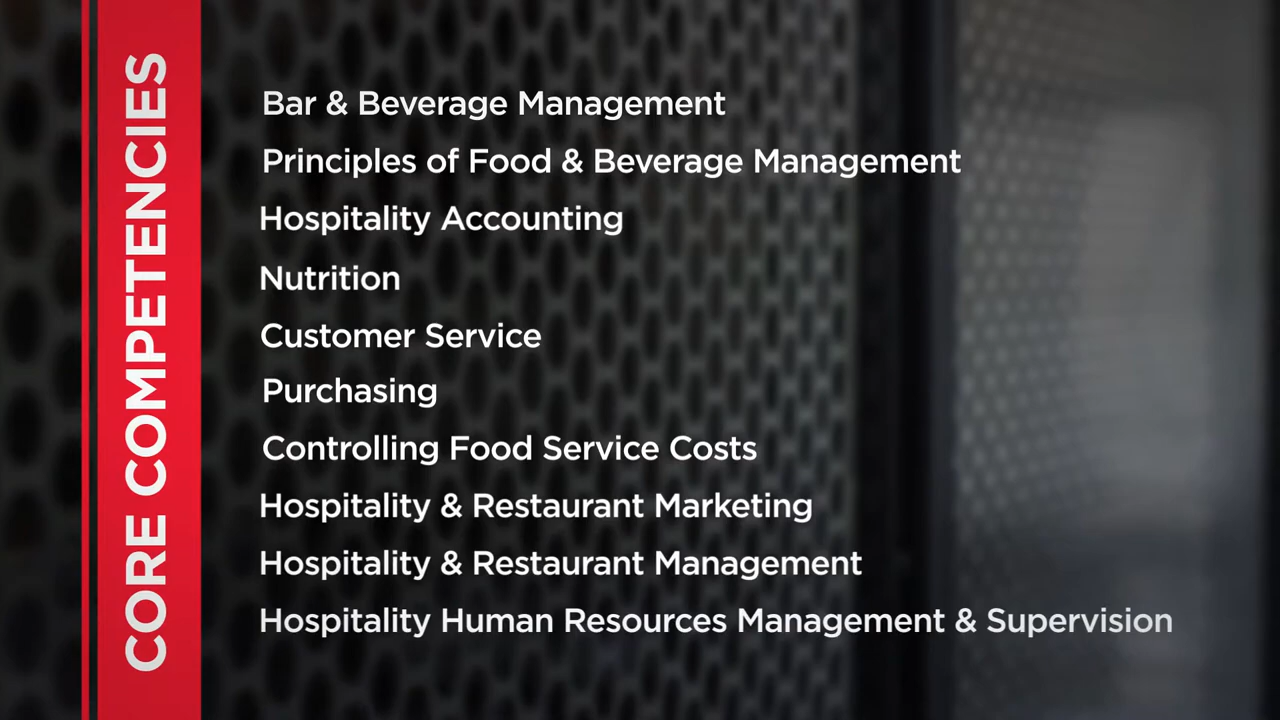 CORE COMPETENCIES
Bar & Beverage Management
Principles of Food & Beverage Management
Hospitality Accounting
Nutrition
Customer Service
Purchasing
Controlling Food Service Costs
Hospitality & Restaurant Marketing
Hospitality & Restaurant Management
Hospitality Human Resources Management & Supervision